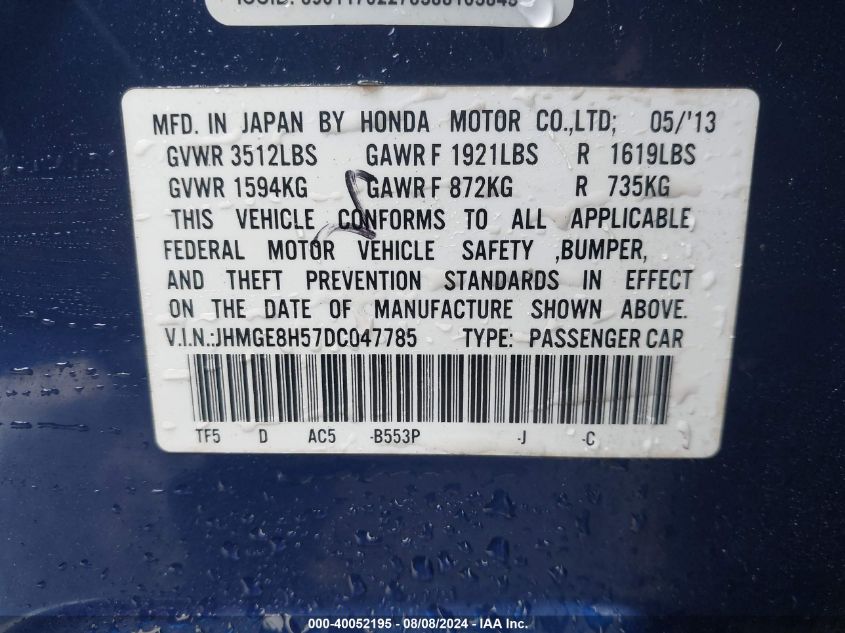 MFD. IN JAPAN BY HONDA MOTOR CO.,LTD; 05/'13
GVWR 3512LBS GAWR F 1921LBS R 1619LBS
GVWR 1594KG GAWR F 872KG R 735KG
THIS VEHICLE CONFORMS TO ALL APPLICABLE
FEDERAL MOTOR VEHICLE SAFETY ,BUMPER,
AND THEFT PREVENTION STANDARDS IN EFFECT
ON THE DATE OF MANUFACTURE SHOWN ABOVE.
V.I.N.:JHMGE8H57DC047785 TYPE: PASSENGER CAR
TF5 D AC5 -B553P -J -C
000-40052195 - 08/08/2024 - IAA Inc.